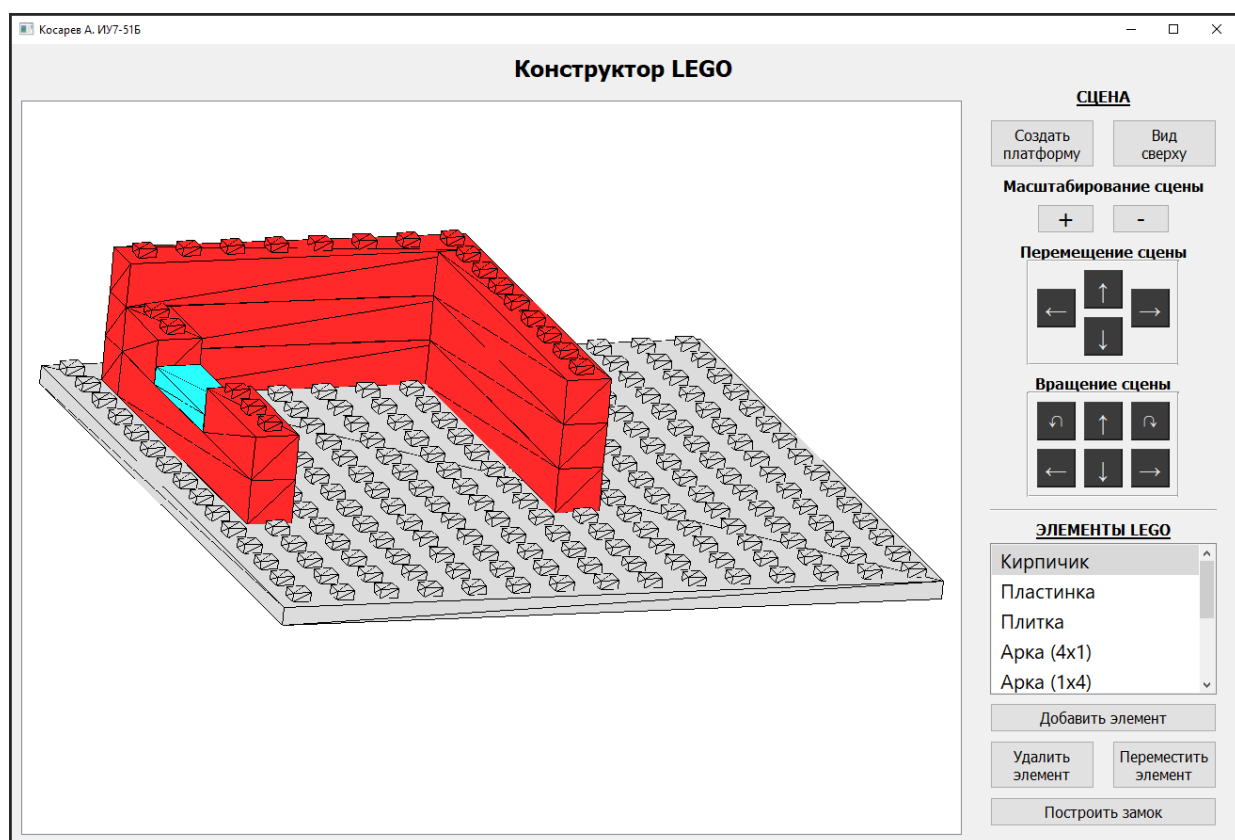 Косарев А. ИУ7-51Б
Конструктор LEGO
СЦЕНА
Создать
платформу
Вид
сверху
Масштабирование сцены
+
-
Перемещение сцены
←
↑
→
↓
Вращение сцены
↶
↑
↷
←
↓
→
ЭЛЕМЕНТЫ LEGO
Кирпичик
Пластинка
Плитка
Арка (4x1)
Арка (1x4)
Добавить элемент
Удалить
элемент
Переместить
элемент
Построить замок